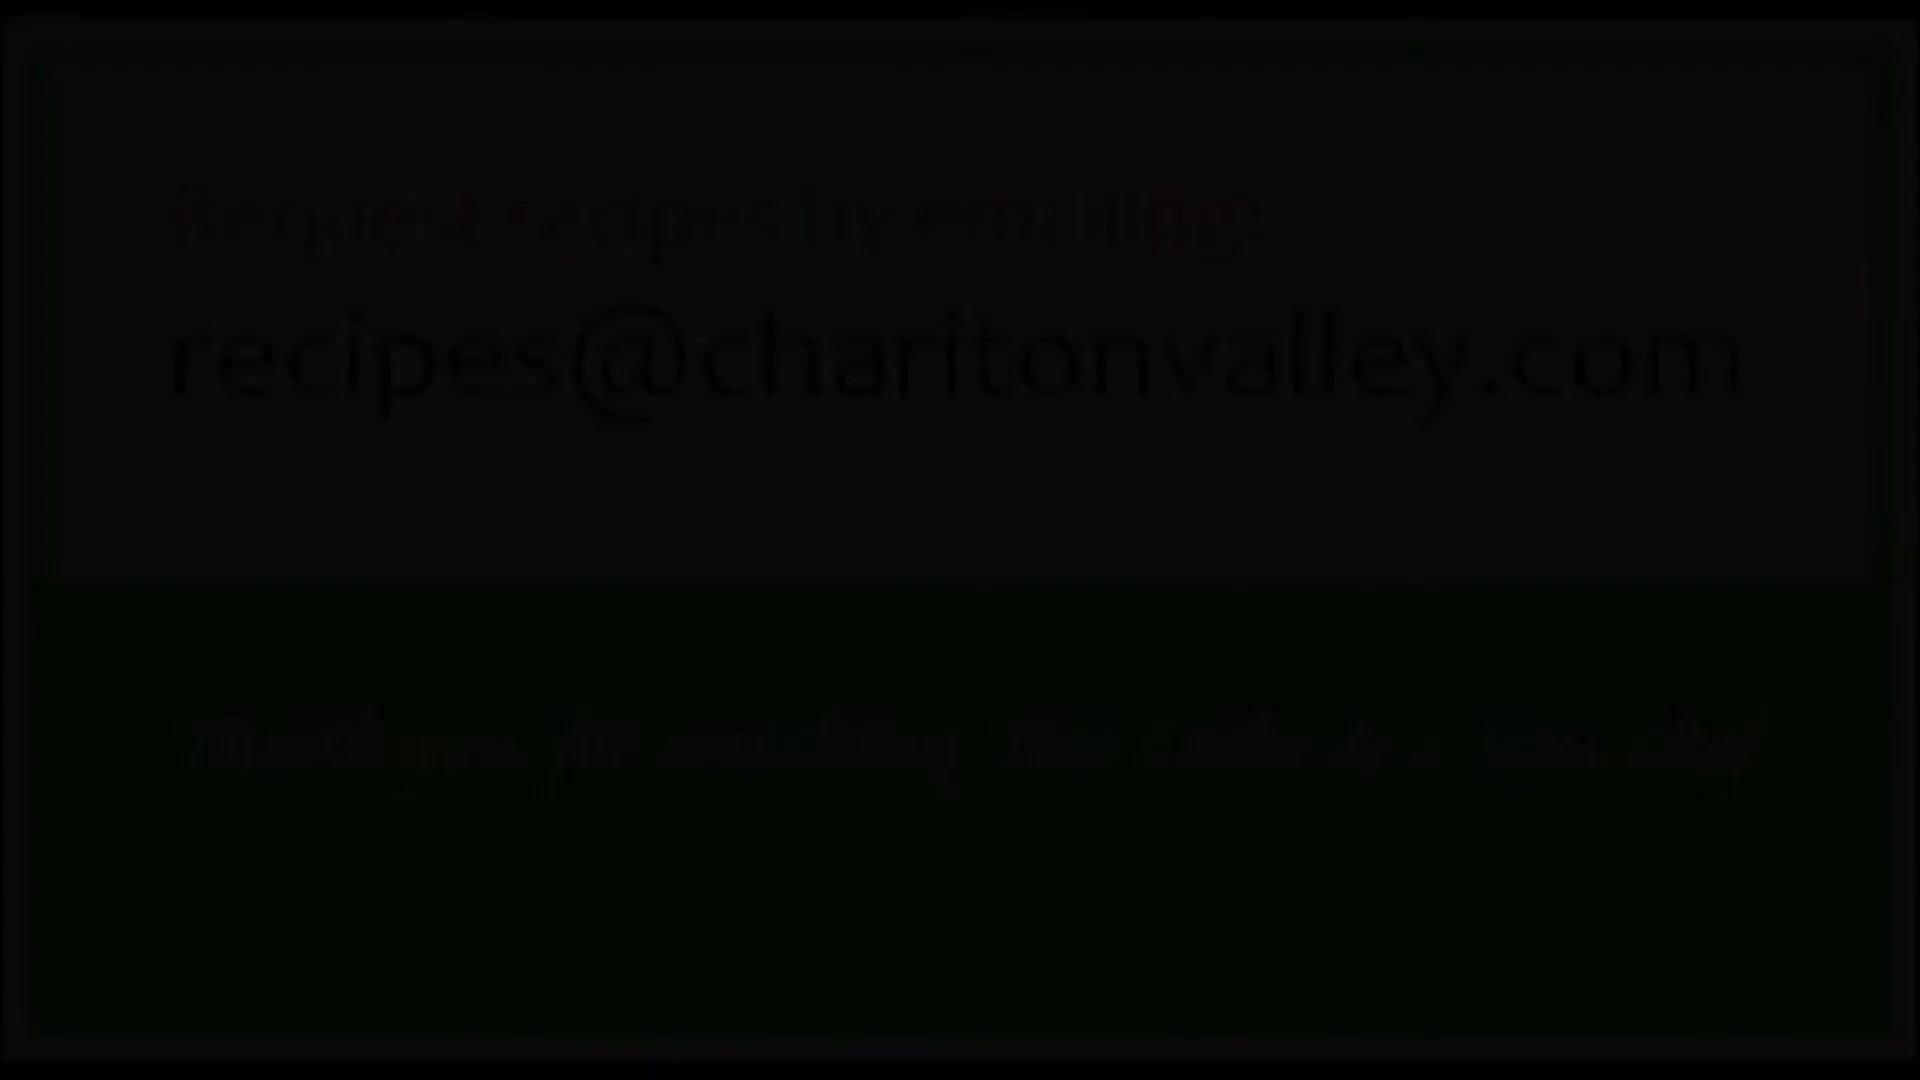 Request recipes by emailing:
recipes@charitonvalley.com
Thank you for watching